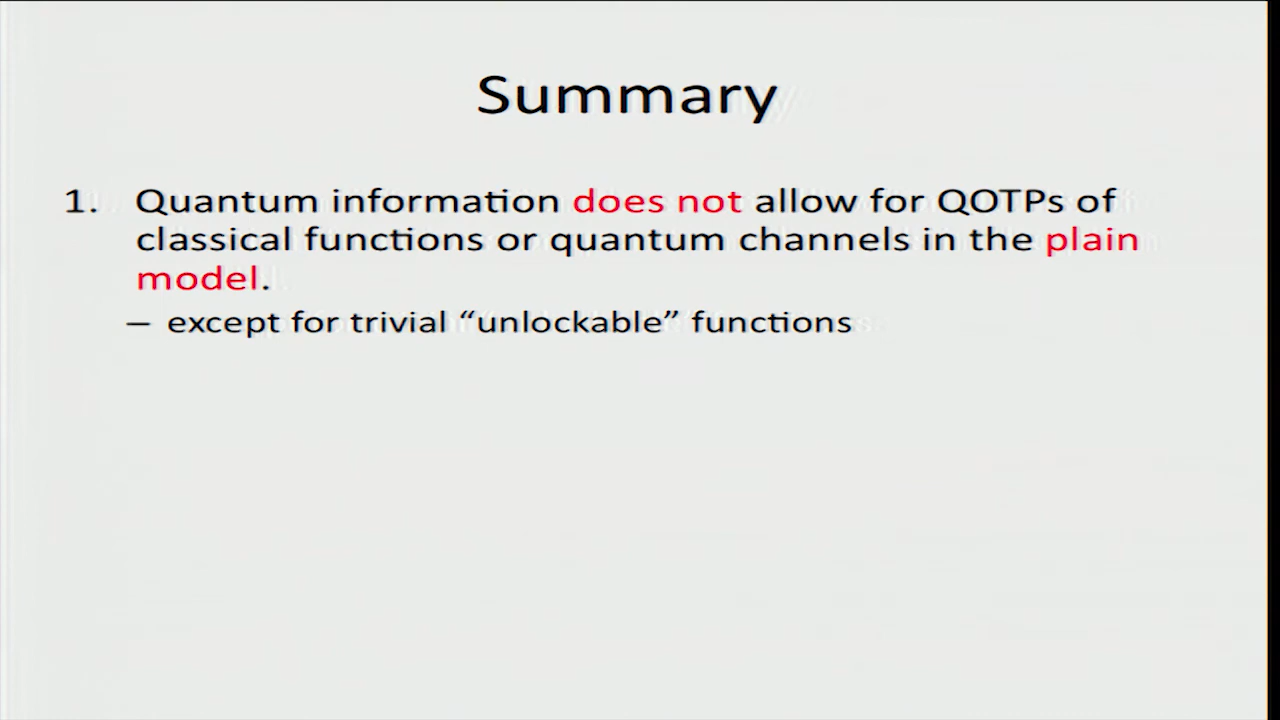 Summary
1. Quantum information does not allow for QOTPs of
classical functions or quantum channels in the plain
model.
– except for trivial “unlockable” functions